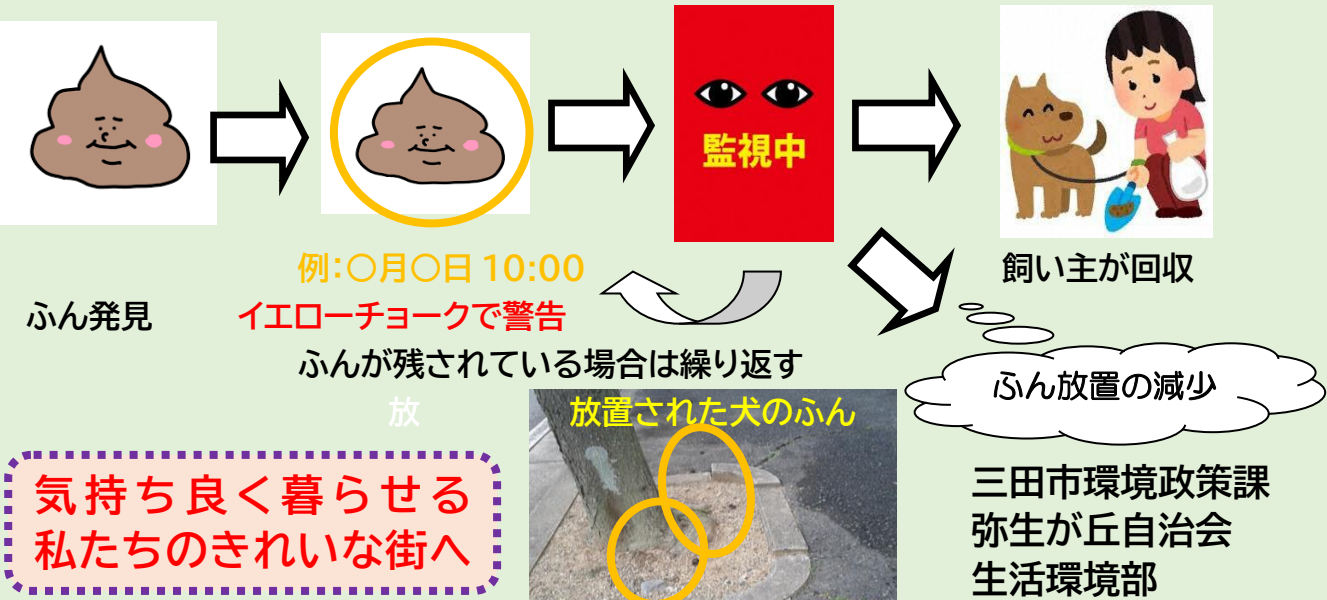 監視中
例：〇月〇日 10:00
飼い主が回収
ふん発見
イエローチョークで警告
ふんが残されている場合は繰り返す
ふん放置の減少
放
放置された犬のふん
気持ち良く暮らせる
私たちのきれいな街へ
三田市環境政策課
弥生が丘自治会
生活環境部